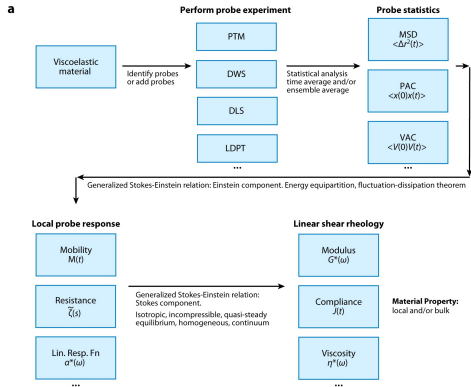 a
Perform probe experiment
Probe statistics
Viscoelastic
material
Identify probes
or add probes
PTM
DWS
DLS
LDPT
...
Statistical analysis
time average and/or
ensemble average
MSD
<Δr²(t)>
PAC
<x(0)x(t)>
VAC
<V(0)V(t)>
...
Generalized Stokes-Einstein relation: Einstein component. Energy equipartition, fluctuation-dissipation theorem
Local probe response
Linear shear rheology
Mobility
M(t)
Resistance
ζ̃(s)
Lin. Resp. Fn
α*(ω)
...
Generalized Stokes-Einstein relation:
Stokes component.
Isotropic, incompressible, quasi-steady
equilibrium, homogeneous, continuum
Modulus
G*(ω)
Compliance
J(t)
Viscosity
η*(ω)
...
Material Property:
local and/or bulk